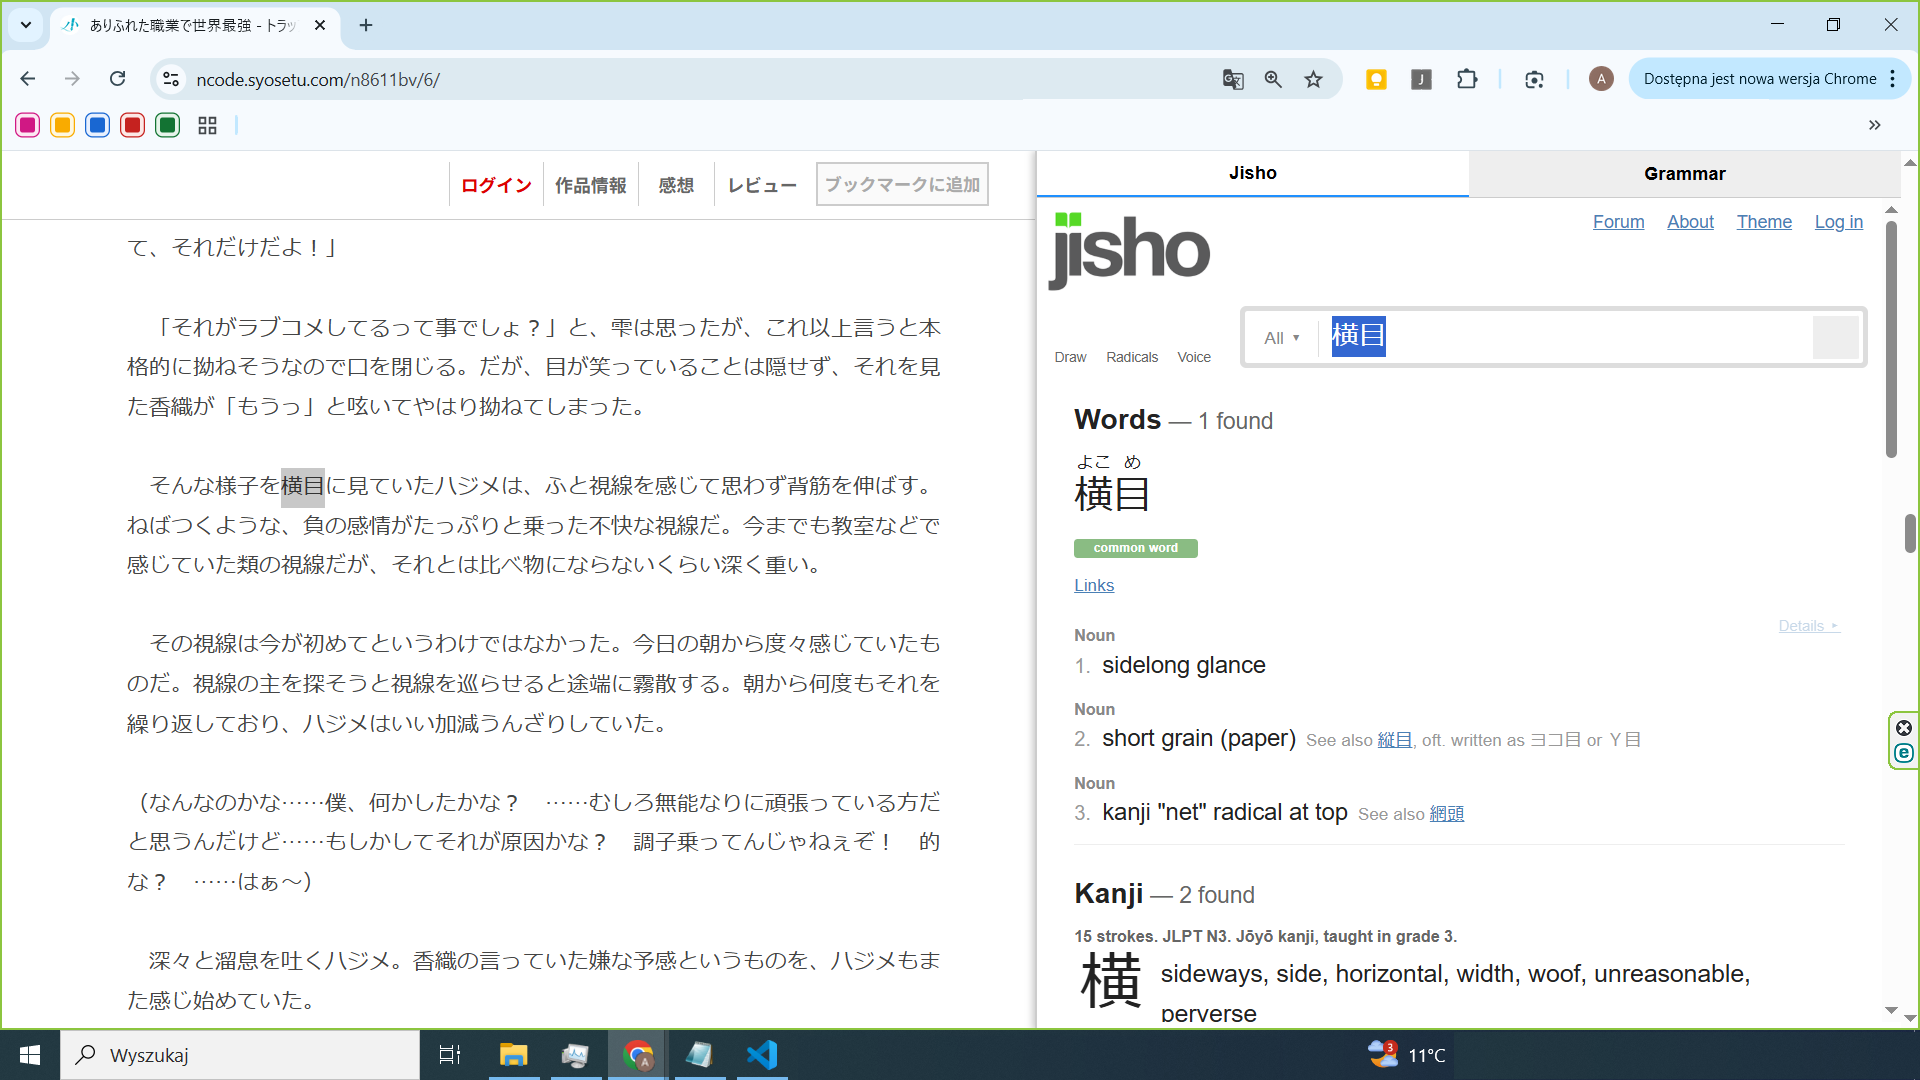 ありふれた職業で世界最強 - トラッ
ncode.syosetu.com/n8611bv/6/
J
A
Dostępna jest nowa wersja Chrome
»
ログイン
作品情報
感想
レビュー
ブックマークに追加
て、それだけだよ！」
「それがラブコメしてるって事でしょ？」と、雫は思ったが、これ以上言うと本
格的に拗ねそうなので口を閉じる。だが、目が笑っていることは隠せず、それを見
た香織が「もうっ」と呟いてやはり拗ねてしまった。
そんな様子を横目に見ていたハジメは、ふと視線を感じて思わず背筋を伸ばす。
ねばつくような、負の感情がたっぷりと乗った不快な視線だ。今までも教室などで
感じていた類の視線だが、それとは比べ物にならないくらい深く重い。
その視線は今が初めてというわけではなかった。今日の朝から度々感じていたも
のだ。視線の主を探そうと視線を巡らせると途端に霧散する。朝から何度もそれを
繰り返しており、ハジメはいい加減うんざりしていた。
（なんなのかな……僕、何かしたかな？　……むしろ無能なりに頑張っている方だ
と思うんだけど……もしかしてそれが原因かな？　調子乗ってんじゃねぇぞ！　的
な？　……はぁ～）
深々と溜息を吐くハジメ。香織の言っていた嫌な予感というものを、ハジメもま
た感じ始めていた。
Jisho
Grammar
jisho
Forum
About
Theme
Log in
Draw
Radicals
Voice
All ▼
横目
Words — 1 found
よこ め
横目
common word
Links
Details ▸
Noun
1. sidelong glance
Noun
2. short grain (paper) See also 縦目, oft. written as ヨコ目 or Ｙ目
Noun
3. kanji "net" radical at top See also 網頭
Kanji — 2 found
15 strokes. JLPT N3. Jōyō kanji, taught in grade 3.
横
sideways, side, horizontal, width, woof, unreasonable,
perverse
Wyszukaj
A
3
11°C